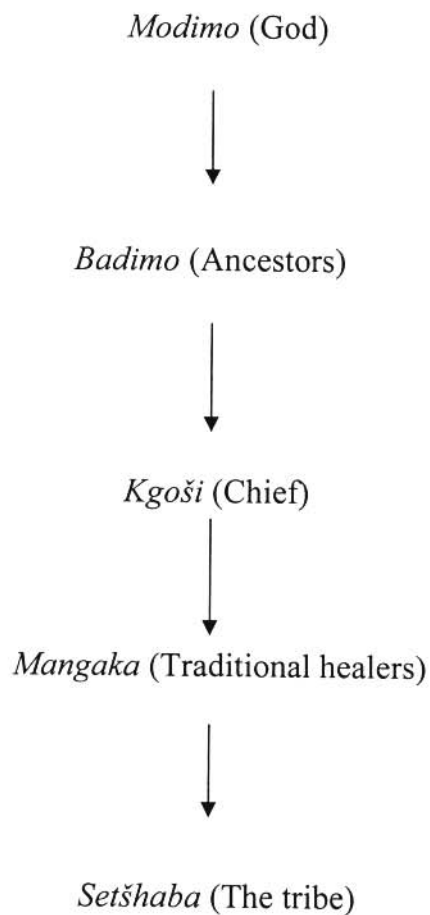 Modimo (God)
Badimo (Ancestors)
Kgoši (Chief)
Mangaka (Traditional healers)
Setšhaba (The tribe)